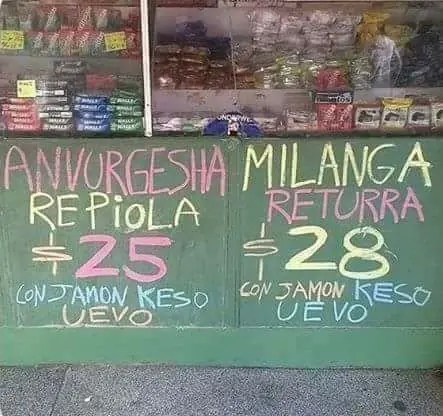 ANVURGESHA
REPIOLA
$25
CON JAMON KESO
UEVO
MILANGA
RETURRA
$28
CON JAMON KESO
UEVO